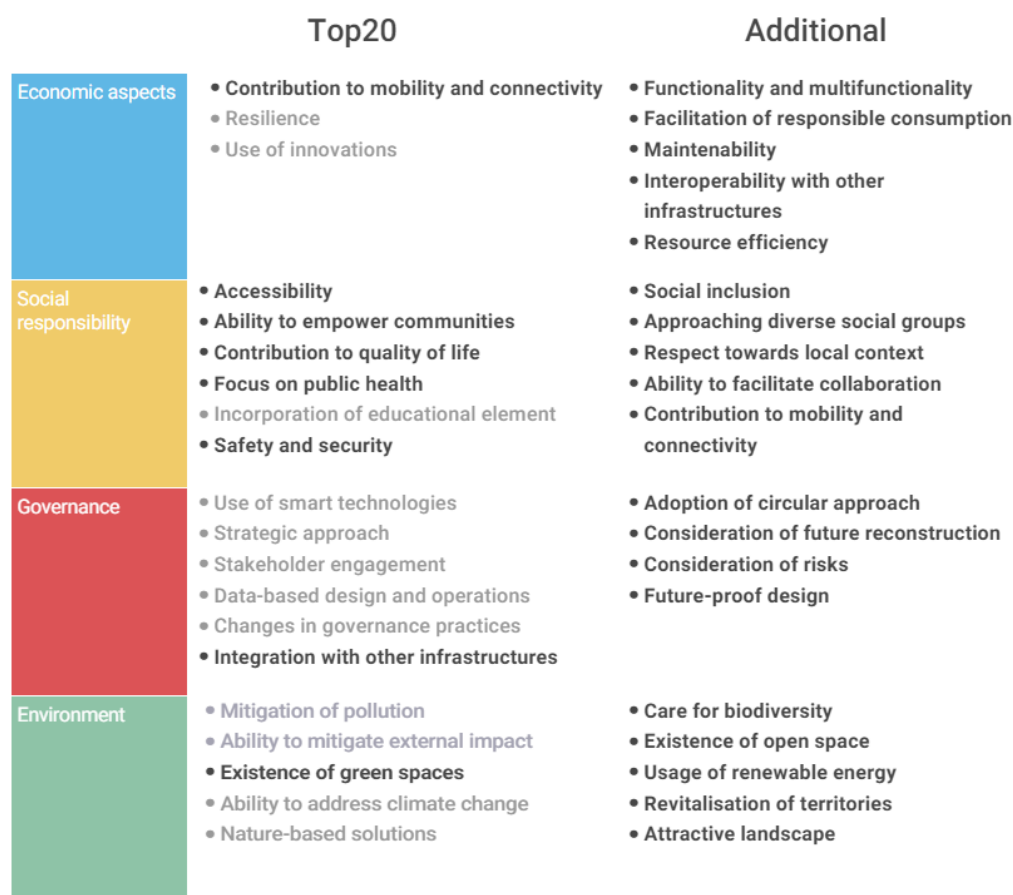 Top20
Additional
Economic aspects
• Contribution to mobility and connectivity
• Resilience
• Use of innovations
• Functionality and multifunctionality
• Facilitation of responsible consumption
• Maintenability
• Interoperability with other
infrastructures
• Resource efficiency
Social
responsibility
• Accessibility
• Ability to empower communities
• Contribution to quality of life
• Focus on public health
• Incorporation of educational element
• Safety and security
• Social inclusion
• Approaching diverse social groups
• Respect towards local context
• Ability to facilitate collaboration
• Contribution to mobility and
connectivity
Governance
• Use of smart technologies
• Strategic approach
• Stakeholder engagement
• Data-based design and operations
• Changes in governance practices
• Integration with other infrastructures
• Adoption of circular approach
• Consideration of future reconstruction
• Consideration of risks
• Future-proof design
Environment
• Mitigation of pollution
• Ability to mitigate external impact
• Existence of green spaces
• Ability to address climate change
• Nature-based solutions
• Care for biodiversity
• Existence of open space
• Usage of renewable energy
• Revitalisation of territories
• Attractive landscape